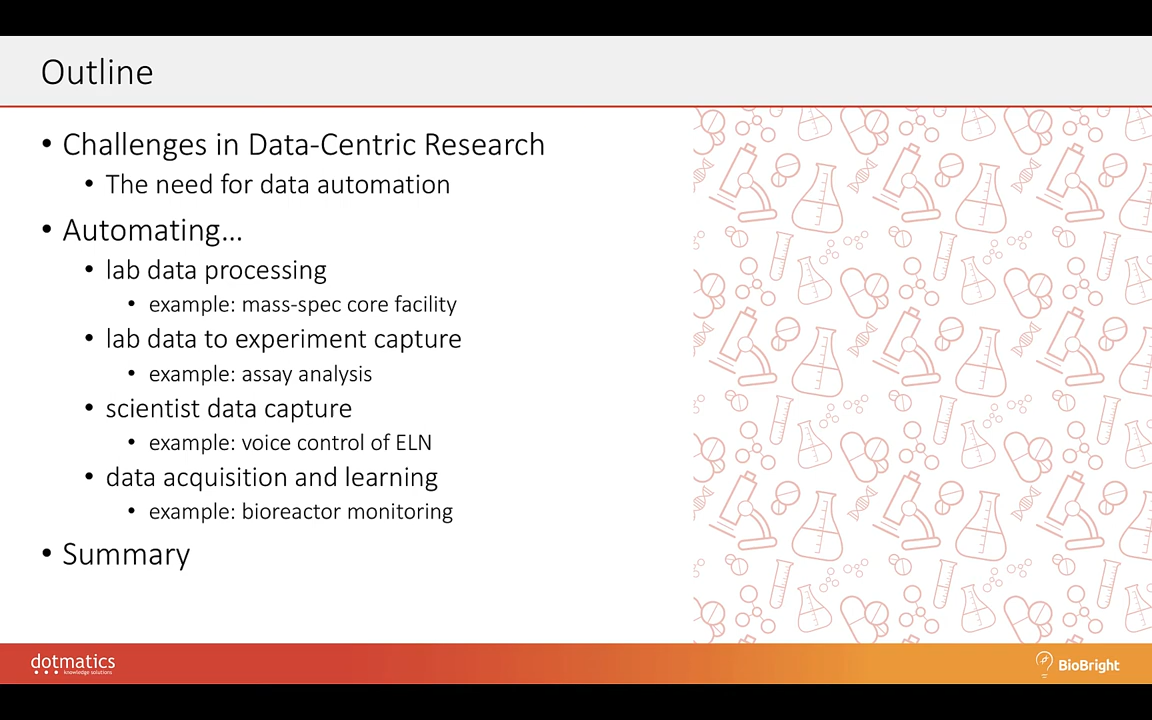 Outline
• Challenges in Data-Centric Research
• The need for data automation
• Automating...
• lab data processing
• example: mass-spec core facility
• lab data to experiment capture
• example: assay analysis
• scientist data capture
• example: voice control of ELN
• data acquisition and learning
• example: bioreactor monitoring
• Summary
dotmatics
knowledge solutions
BioBright